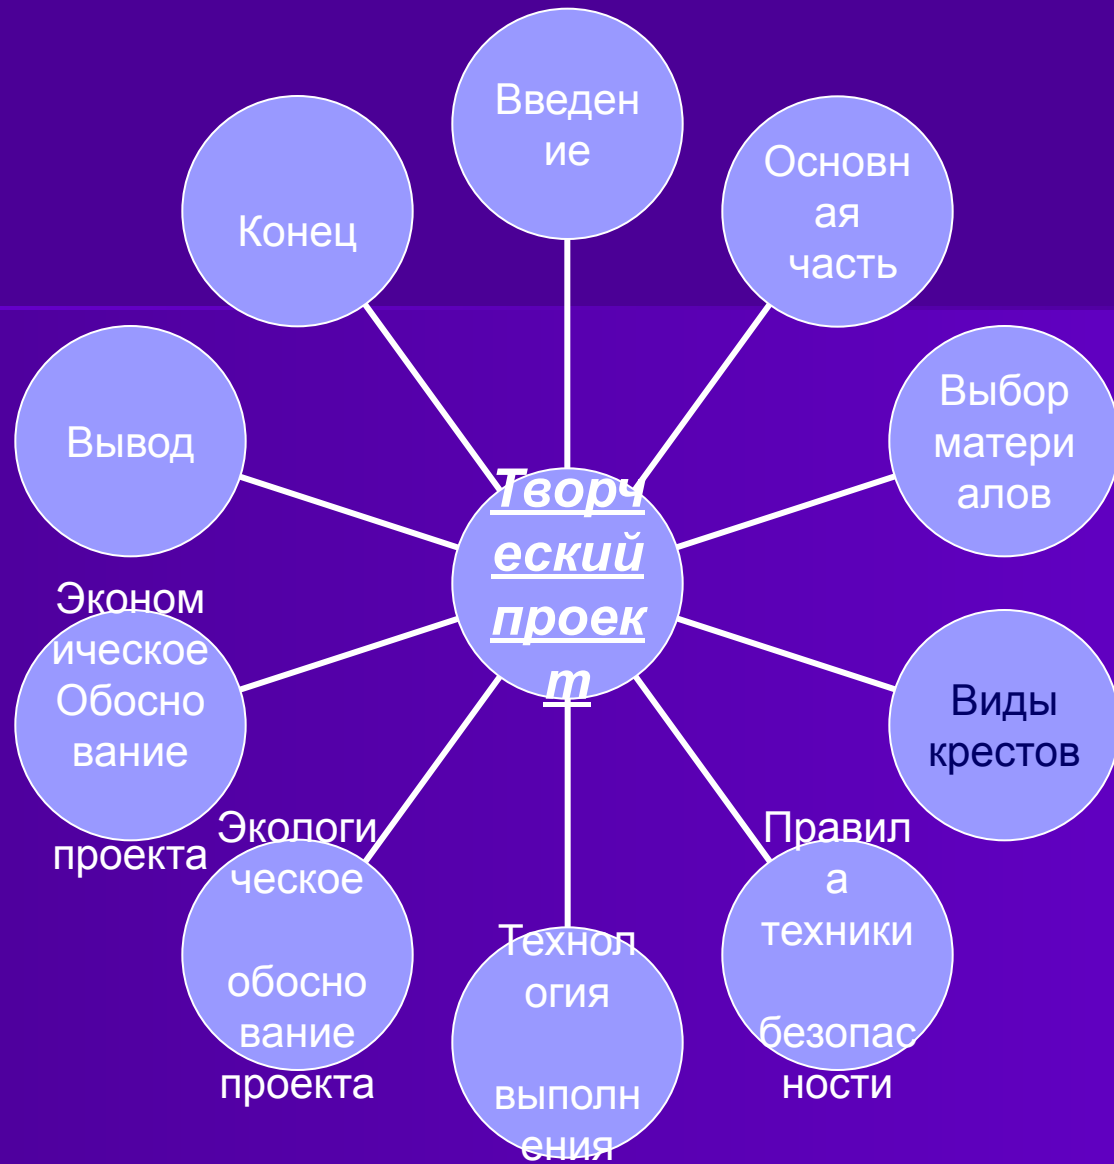 Введен
ие
Основн
ая
часть
Выбор
матери
алов
Виды
крестов
Правил
а
техники
безопас
ности
Технол
огия
выполн
ения
Экологи
ческое
обосно
вание
проекта
Эконом
ическое
Обосно
вание
проекта
Вывод
Конец
Творч
еский
проек
т